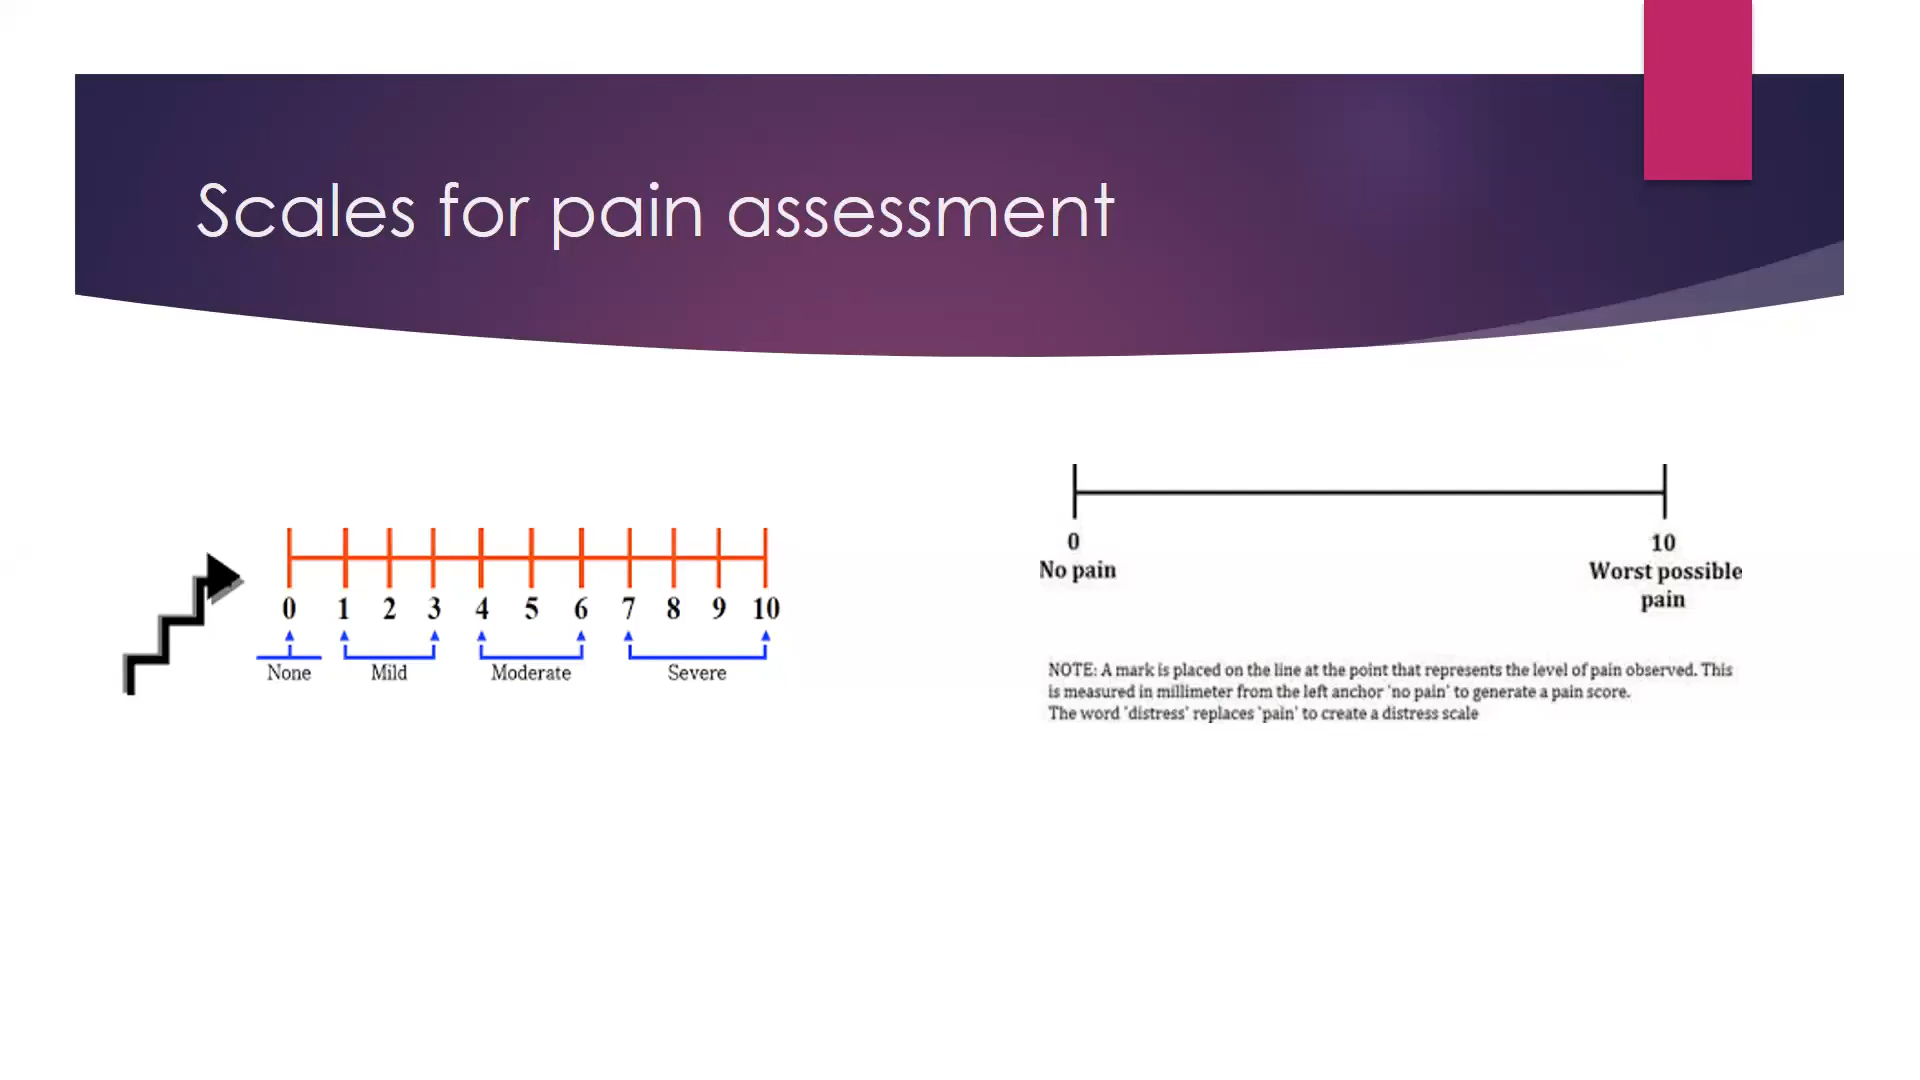 Scales for pain assessment
0 1 2 3 4 5 6 7 8 9 10
None Mild Moderate Severe
0 10
No pain Worst possible
pain
NOTE: A mark is placed on the line at the point that represents the level of pain observed. This
is measured in millimeter from the left anchor 'no pain' to generate a pain score.
The word 'distress' replaces 'pain' to create a distress scale